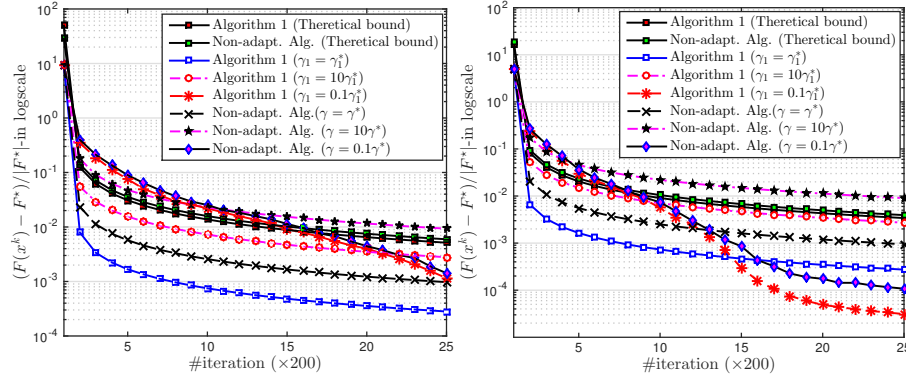 (F(x^k) − F*)/|F*|-in logscale
10^2
10^1
10^0
10^-1
10^-2
10^-3
10^-4
Algorithm 1 (Theretical bound)
Non-adapt. Alg. (Theretical bound)
Algorithm 1 (γ1 = γ1*)
Algorithm 1 (γ1 = 10γ1*)
Algorithm 1 (γ1 = 0.1γ1*)
Non-adapt. Alg.(γ = γ*)
Non-adapt. Alg. (γ = 10γ*)
Non-adapt. Alg. (γ = 0.1γ*)
5 10 15 20 25
#iteration (×200)
(F(x^k) − F*)/|F*|-in logscale
10^2
10^1
10^0
10^-1
10^-2
10^-3
10^-4
Algorithm 1 (Theretical bound)
Non-adapt. Alg. (Theretical bound)
Algorithm 1 (γ1 = γ1*)
Algorithm 1 (γ1 = 10γ1*)
Algorithm 1 (γ1 = 0.1γ1*)
Non-adapt. Alg.(γ = γ*)
Non-adapt. Alg. (γ = 10γ*)
Non-adapt. Alg. (γ = 0.1γ*)
5 10 15 20 25
#iteration (×200)